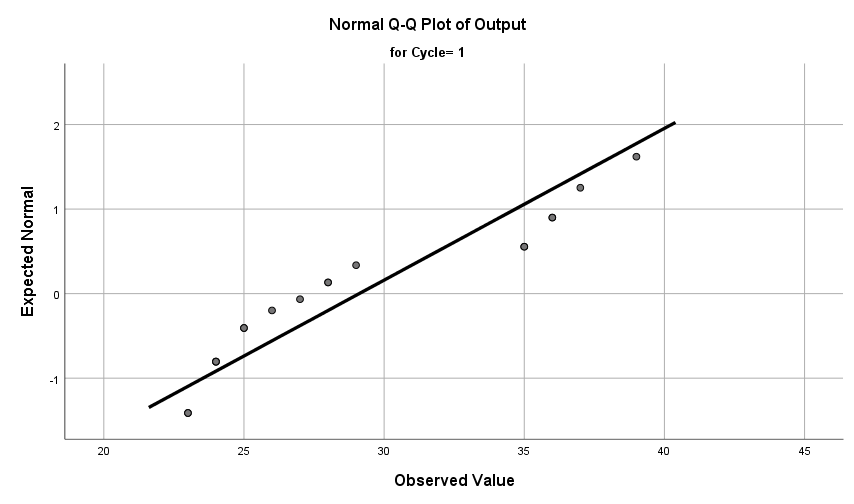 Normal Q-Q Plot of Output
for Cycle= 1
Expected Normal
2
1
0
-1
20 25 30 35 40 45
Observed Value